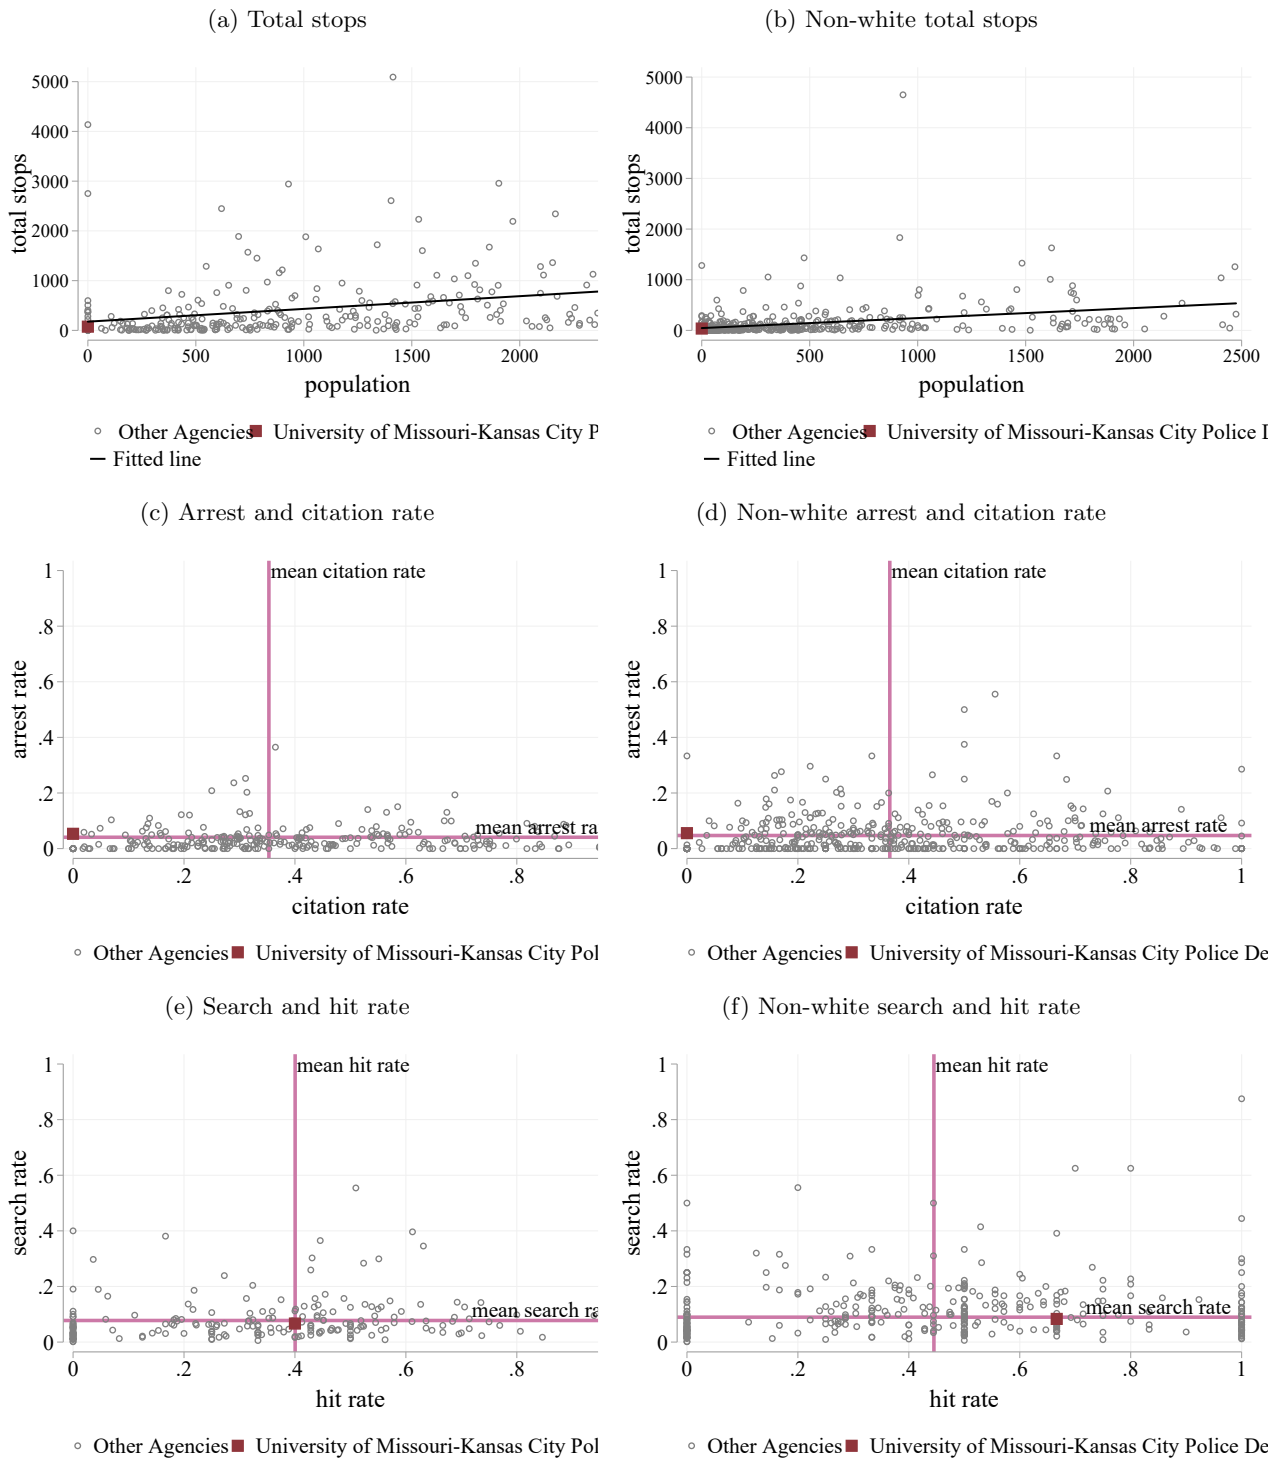 (a) Total stops
total stops
5000
4000
3000
2000
1000
0
0 500 1000 1500 2000
population
Other Agencies University of Missouri-Kansas City P
Fitted line
(b) Non-white total stops
total stops
5000
4000
3000
2000
1000
0
0 500 1000 1500 2000 2500
population
Other Agencies University of Missouri-Kansas City Police D
Fitted line
(c) Arrest and citation rate
mean citation rate
arrest rate
1
.8
.6
.4
.2
0
mean arrest ra
0 .2 .4 .6 .8
citation rate
Other Agencies University of Missouri-Kansas City Pol
(d) Non-white arrest and citation rate
mean citation rate
arrest rate
1
.8
.6
.4
.2
0
mean arrest rate
0 .2 .4 .6 .8 1
citation rate
Other Agencies University of Missouri-Kansas City Police De
(e) Search and hit rate
mean hit rate
search rate
1
.8
.6
.4
.2
0
mean search ra
0 .2 .4 .6 .8
hit rate
Other Agencies University of Missouri-Kansas City Pol
(f) Non-white search and hit rate
mean hit rate
search rate
1
.8
.6
.4
.2
0
mean search rate
0 .2 .4 .6 .8 1
hit rate
Other Agencies University of Missouri-Kansas City Police De